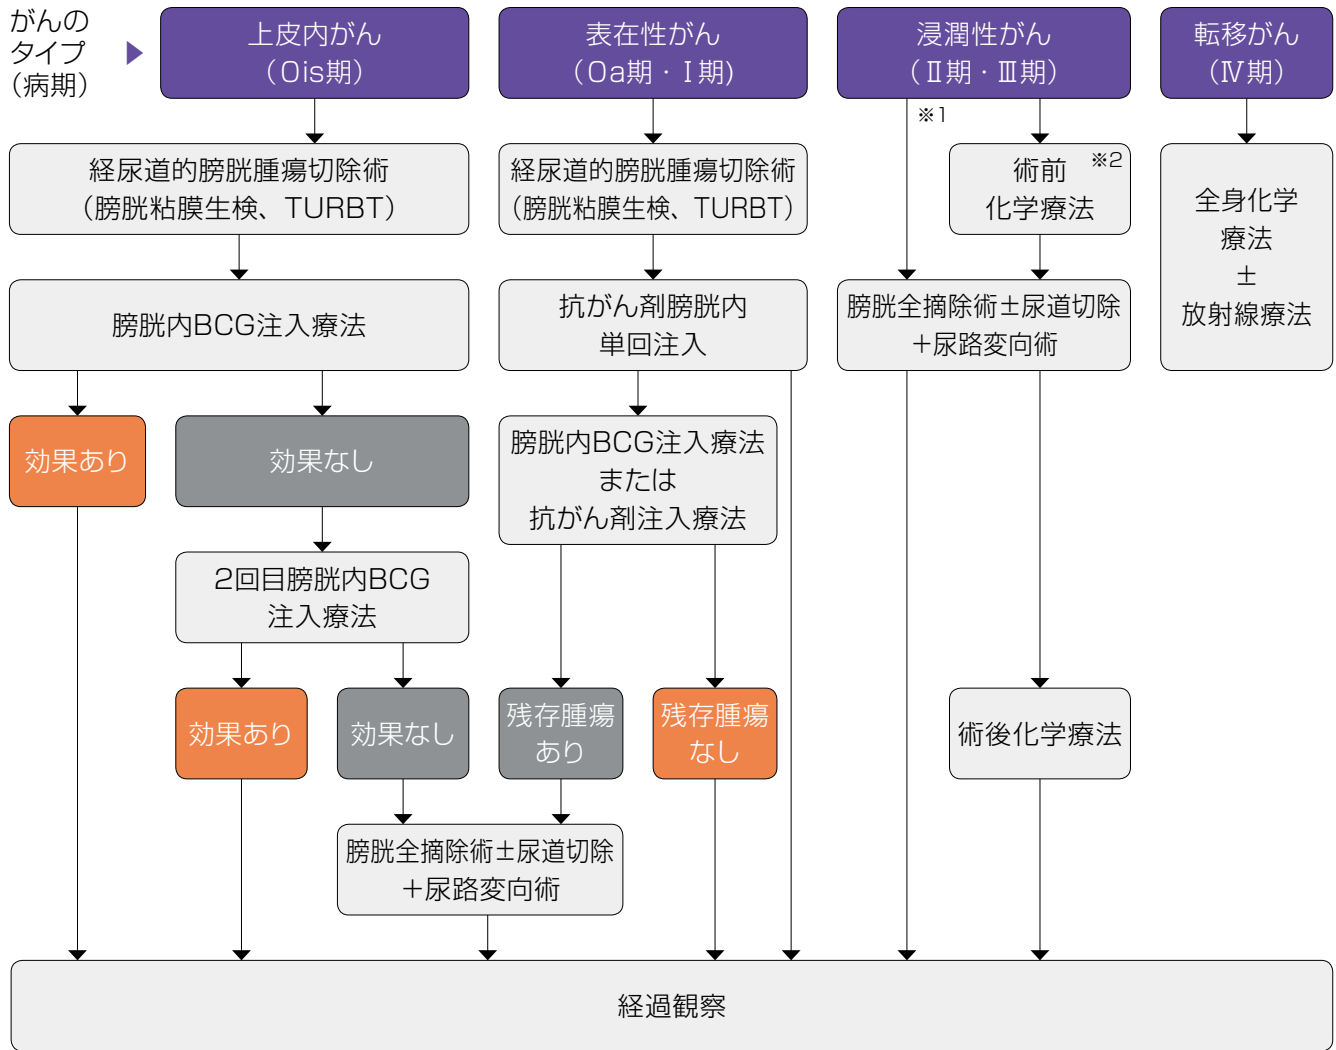 がんの
タイプ
（病期）
▶
上皮内がん
（0is期）
表在性がん
（0a期・Ⅰ期）
浸潤性がん
（Ⅱ期・Ⅲ期）
転移がん
（Ⅳ期）
※1
経尿道的膀胱腫瘍切除術
（膀胱粘膜生検、TURBT）
経尿道的膀胱腫瘍切除術
（膀胱粘膜生検、TURBT）
術前 ※2
化学療法
全身化学
療法
±
放射線療法
膀胱内BCG注入療法
抗がん剤膀胱内
単回注入
膀胱全摘除術±尿道切除
＋尿路変向術
効果あり
効果なし
膀胱内BCG注入療法
または
抗がん剤注入療法
2回目膀胱内BCG
注入療法
効果あり
効果なし
残存腫瘍
あり
残存腫瘍
なし
術後化学療法
膀胱全摘除術±尿道切除
＋尿路変向術
経過観察